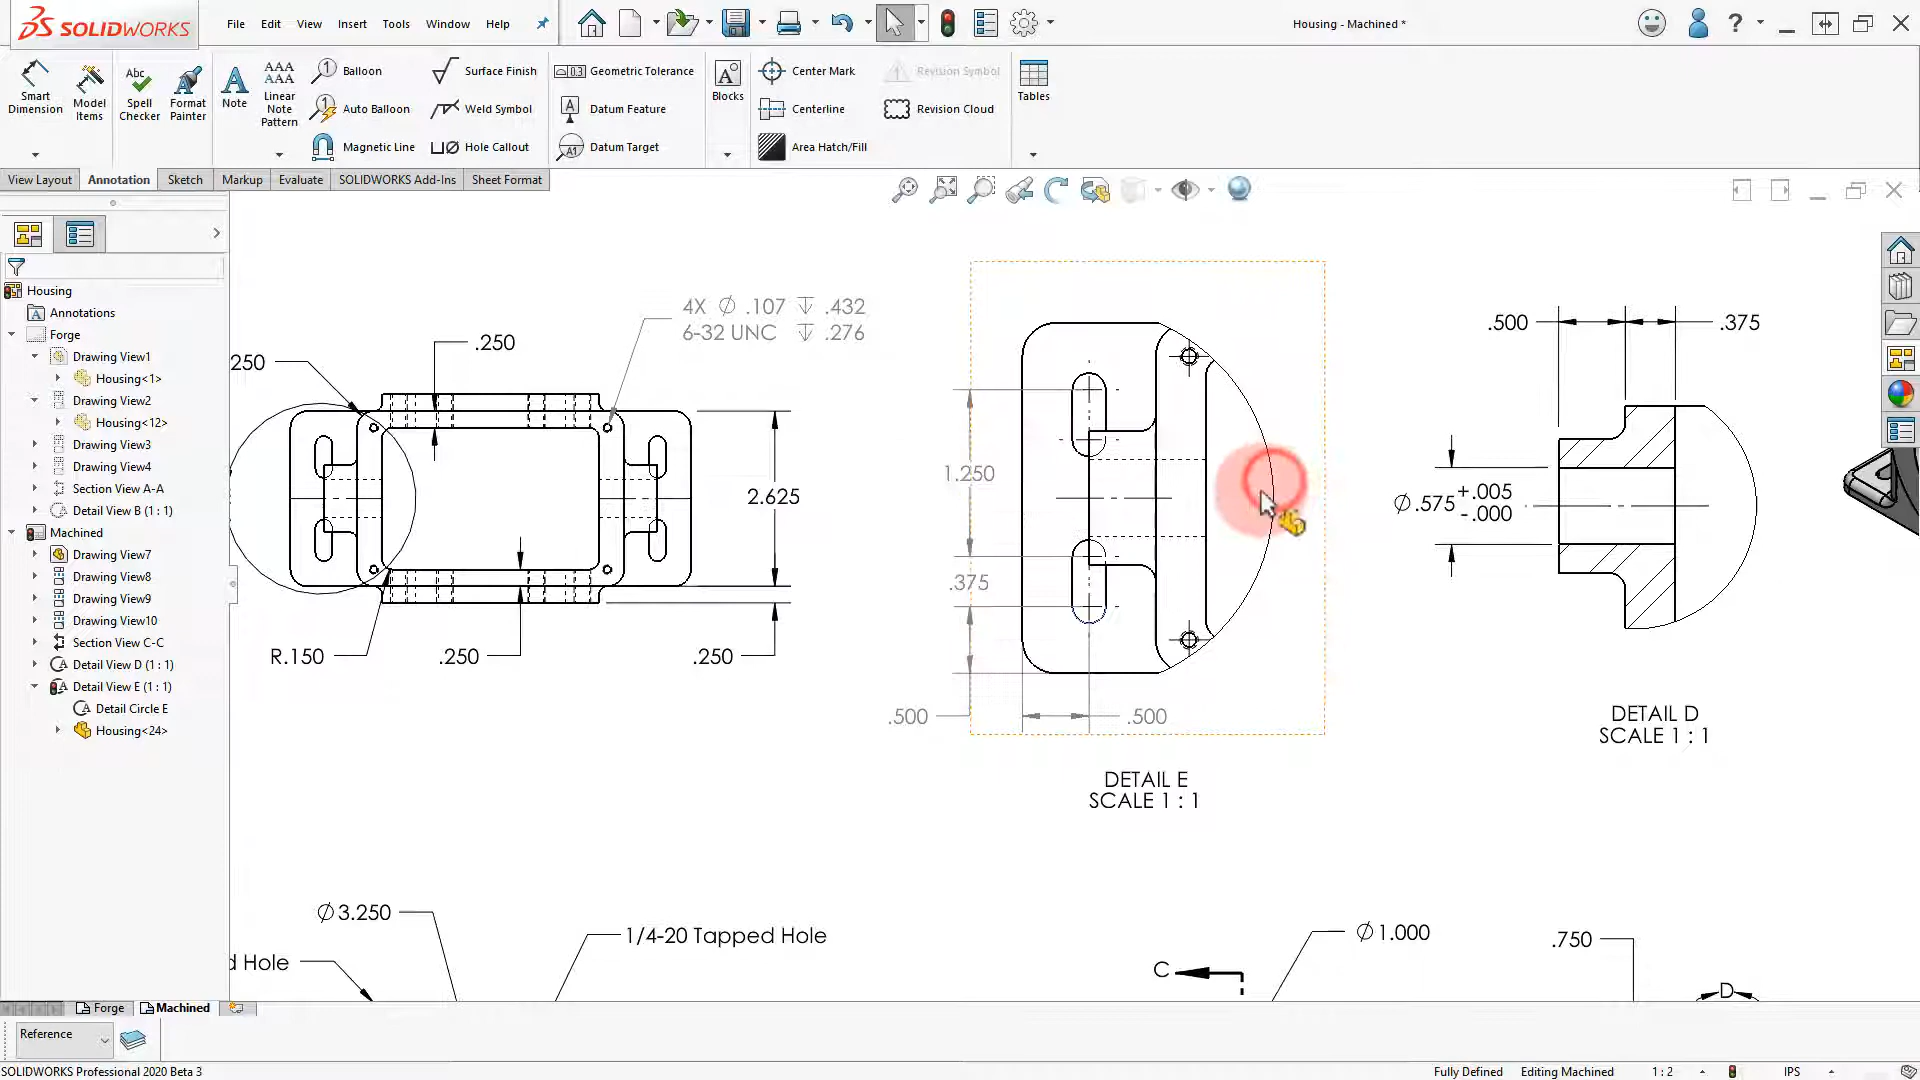 SOLIDWORKS
File Edit View Insert Tools Window Help
Housing - Machined *
Smart Dimension
Model Items
Spell Checker
Format Painter
Note
Linear Note Pattern
Balloon
Auto Balloon
Magnetic Line
Surface Finish
Weld Symbol
Hole Callout
Geometric Tolerance
Datum Feature
Datum Target
Blocks
Center Mark
Centerline
Area Hatch/Fill
Revision Symbol
Revision Cloud
Tables
View Layout Annotation Sketch Markup Evaluate SOLIDWORKS Add-Ins Sheet Format
Housing
Annotations
Forge
Drawing View1
Housing<1>
Drawing View2
Housing<12>
Drawing View3
Drawing View4
Section View A-A
Detail View B (1 : 1)
Machined
Drawing View7
Drawing View8
Drawing View9
Drawing View10
Section View C-C
Detail View D (1 : 1)
Detail View E (1 : 1)
Detail Circle E
Housing<24>
4X ∅ .107 ↧ .432
6-32 UNC ↧ .276
250
.250
2.625
R.150
.250
.250
1.250
.375
.500
.500
DETAIL E
SCALE 1 : 1
.500
.375
∅.575 +.005
-.000
DETAIL D
SCALE 1 : 1
∅3.250
1/4-20 Tapped Hole
d Hole
C
∅1.000
.750
D
Forge Machined
Reference
SOLIDWORKS Professional 2020 Beta 3
Fully Defined Editing Machined 1 : 2 IPS